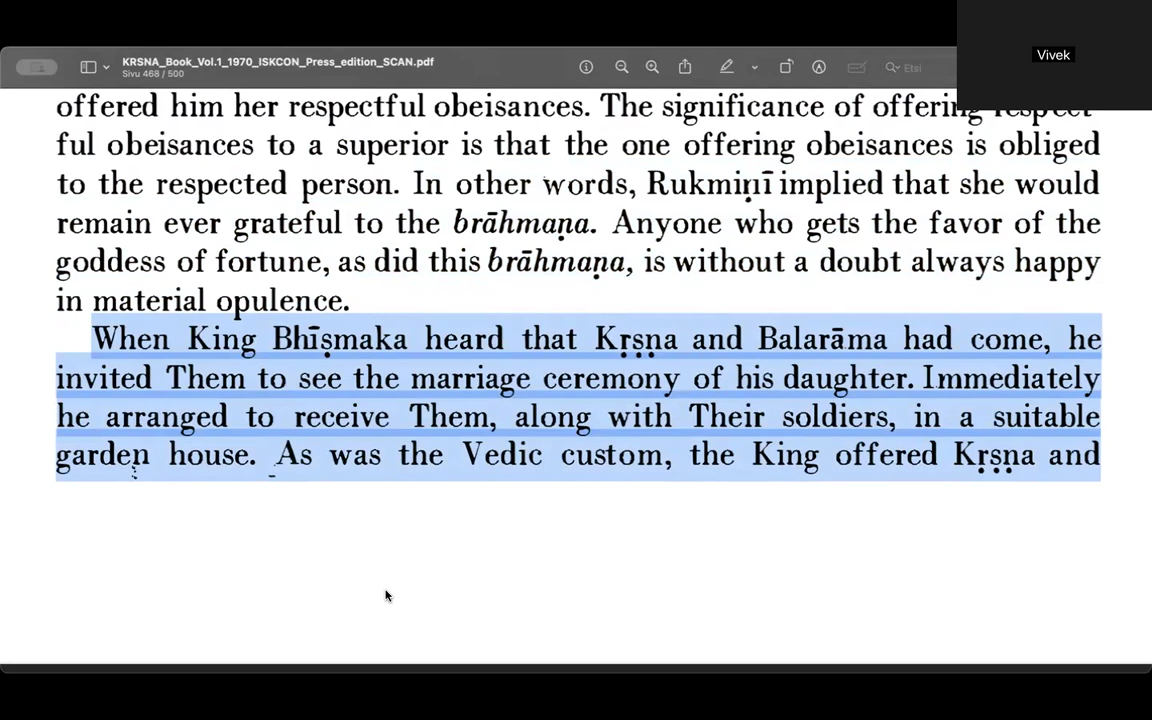 KRSNA_Book_Vol.1_1970_ISKCON_Press_edition_SCAN.pdf
Sivu 468 / 500
Etsi
Vivek
offered him her respectful obeisances. The significance of offering respect-
ful obeisances to a superior is that the one offering obeisances is obliged
to the respected person. In other words, Rukmiṇī implied that she would
remain ever grateful to the brāhmaṇa. Anyone who gets the favor of the
goddess of fortune, as did this brāhmaṇa, is without a doubt always happy
in material opulence.
When King Bhīṣmaka heard that Kṛṣṇa and Balarāma had come, he
invited Them to see the marriage ceremony of his daughter. Immediately
he arranged to receive Them, along with Their soldiers, in a suitable
garden house. As was the Vedic custom, the King offered Kṛṣṇa and